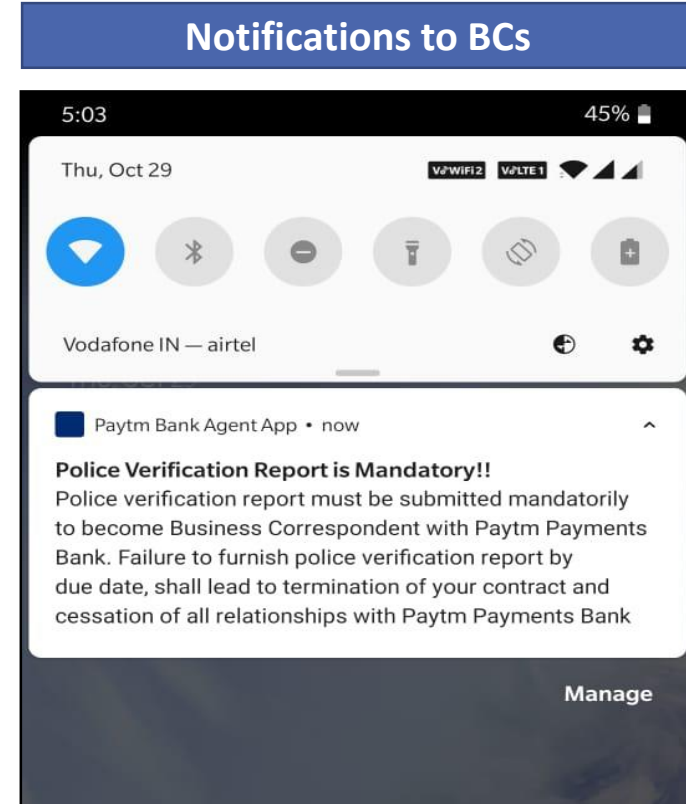 Notifications to BCs
5:03 45%
Thu, Oct 29 VoWiFi2 VoLTE1
Vodafone IN — airtel
Paytm Bank Agent App • now
Police Verification Report is Mandatory!!
Police verification report must be submitted mandatorily
to become Business Correspondent with Paytm Payments
Bank. Failure to furnish police verification report by
due date, shall lead to termination of your contract and
cessation of all relationships with Paytm Payments Bank
Manage